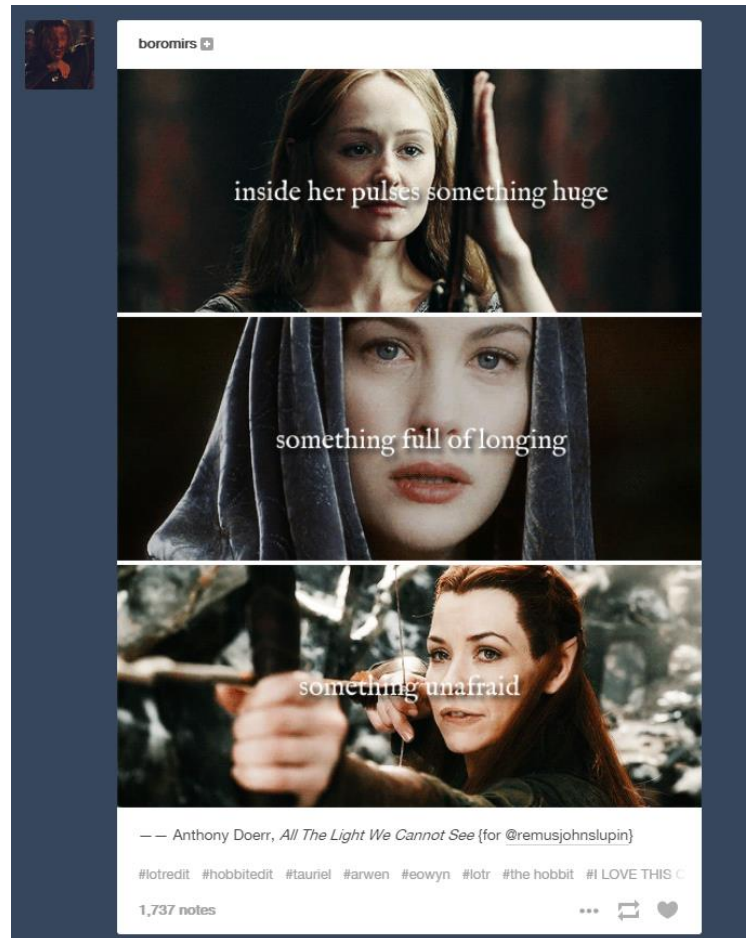 boromirs
inside her pulses something huge
something full of longing
something unafraid
—— Anthony Doerr, All The Light We Cannot See {for @remusjohnslupin}
#lotredit #hobbitedit #tauriel #arwen #eowyn #lotr #the hobbit #I LOVE THIS
1,737 notes